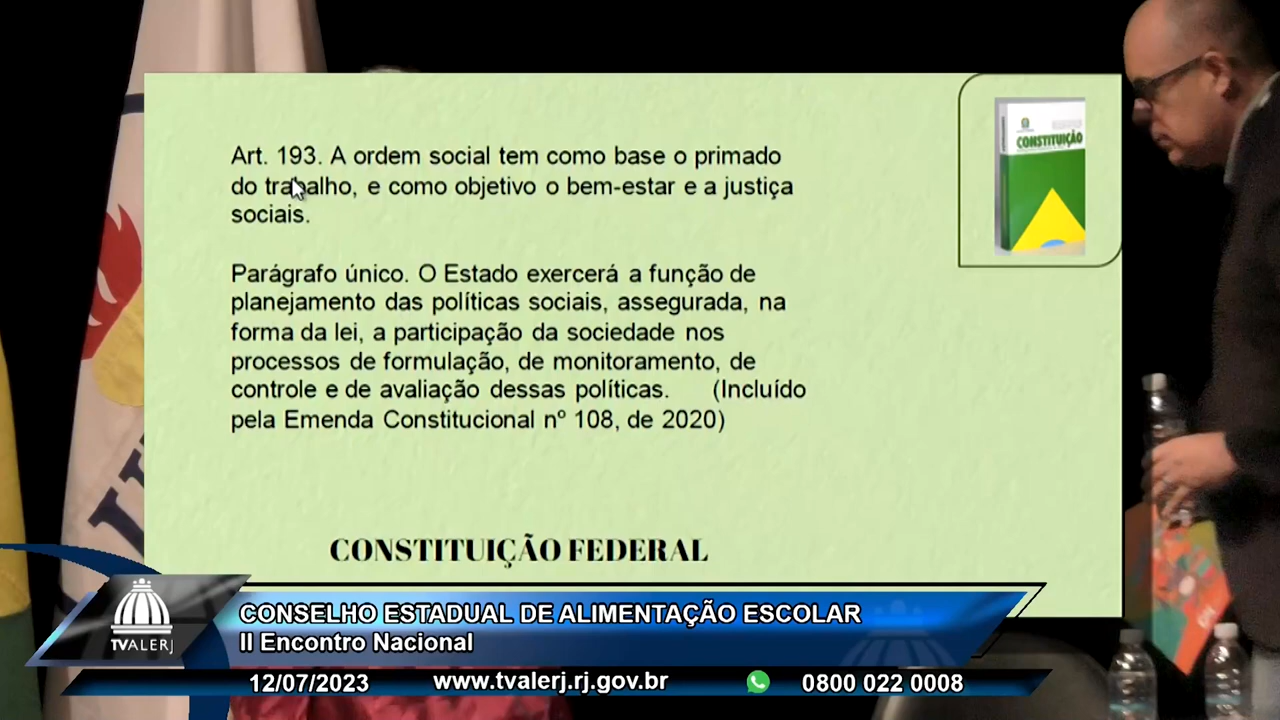 CONSTITUIÇÃO
Art. 193. A ordem social tem como base o primado
do trabalho, e como objetivo o bem-estar e a justiça
sociais.
Parágrafo único. O Estado exercerá a função de
planejamento das políticas sociais, assegurada, na
forma da lei, a participação da sociedade nos
processos de formulação, de monitoramento, de
controle e de avaliação dessas políticas. (Incluído
pela Emenda Constitucional nº 108, de 2020)
CONSTITUIÇÃO FEDERAL
TVALERJ
CONSELHO ESTADUAL DE ALIMENTAÇÃO ESCOLAR
II Encontro Nacional
12/07/2023 www.tvalerj.rj.gov.br 0800 022 0008